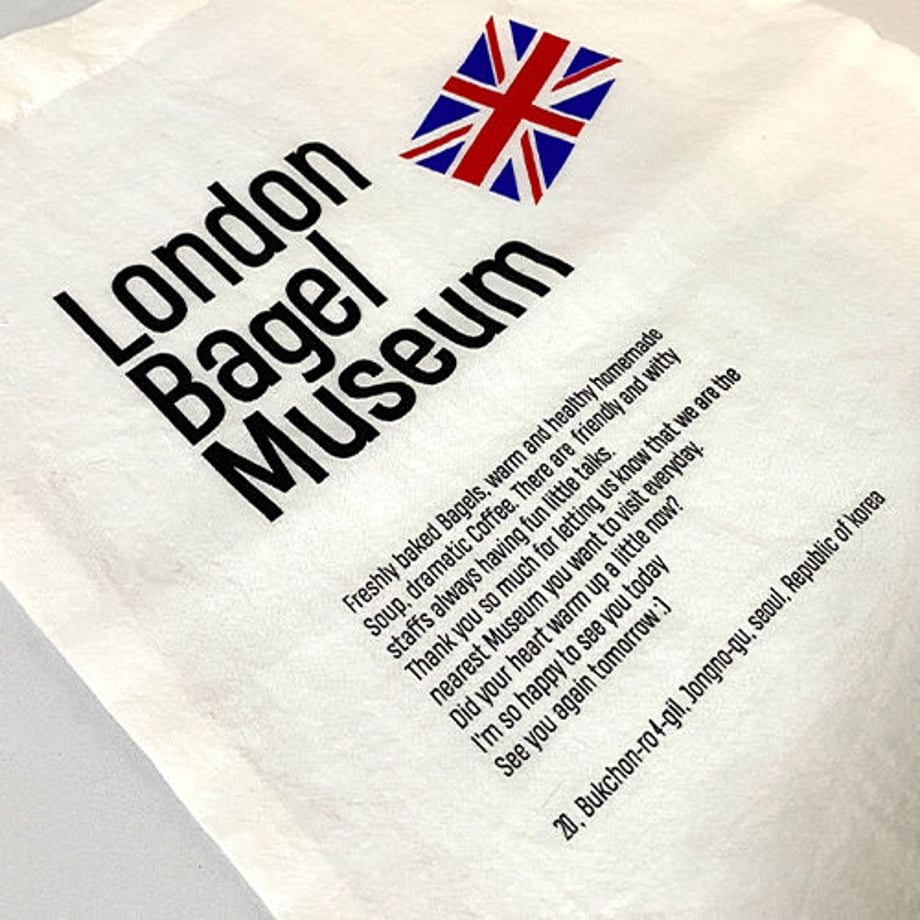 London
Bagel
Museum
Freshly baked Bagels, warm and healthy homemade
Soup, dramatic Coffee. There are friendly and witty
staffs always having fun little talks.
Thank you so much for letting us know that we are the
nearest Museum you want to visit everyday.
Did your heart warm up a little now?
I'm so happy to see you today
See you again tomorrow :]
20, Bukchon-ro 4-gil, Jongno-gu, seoul, Republic of korea